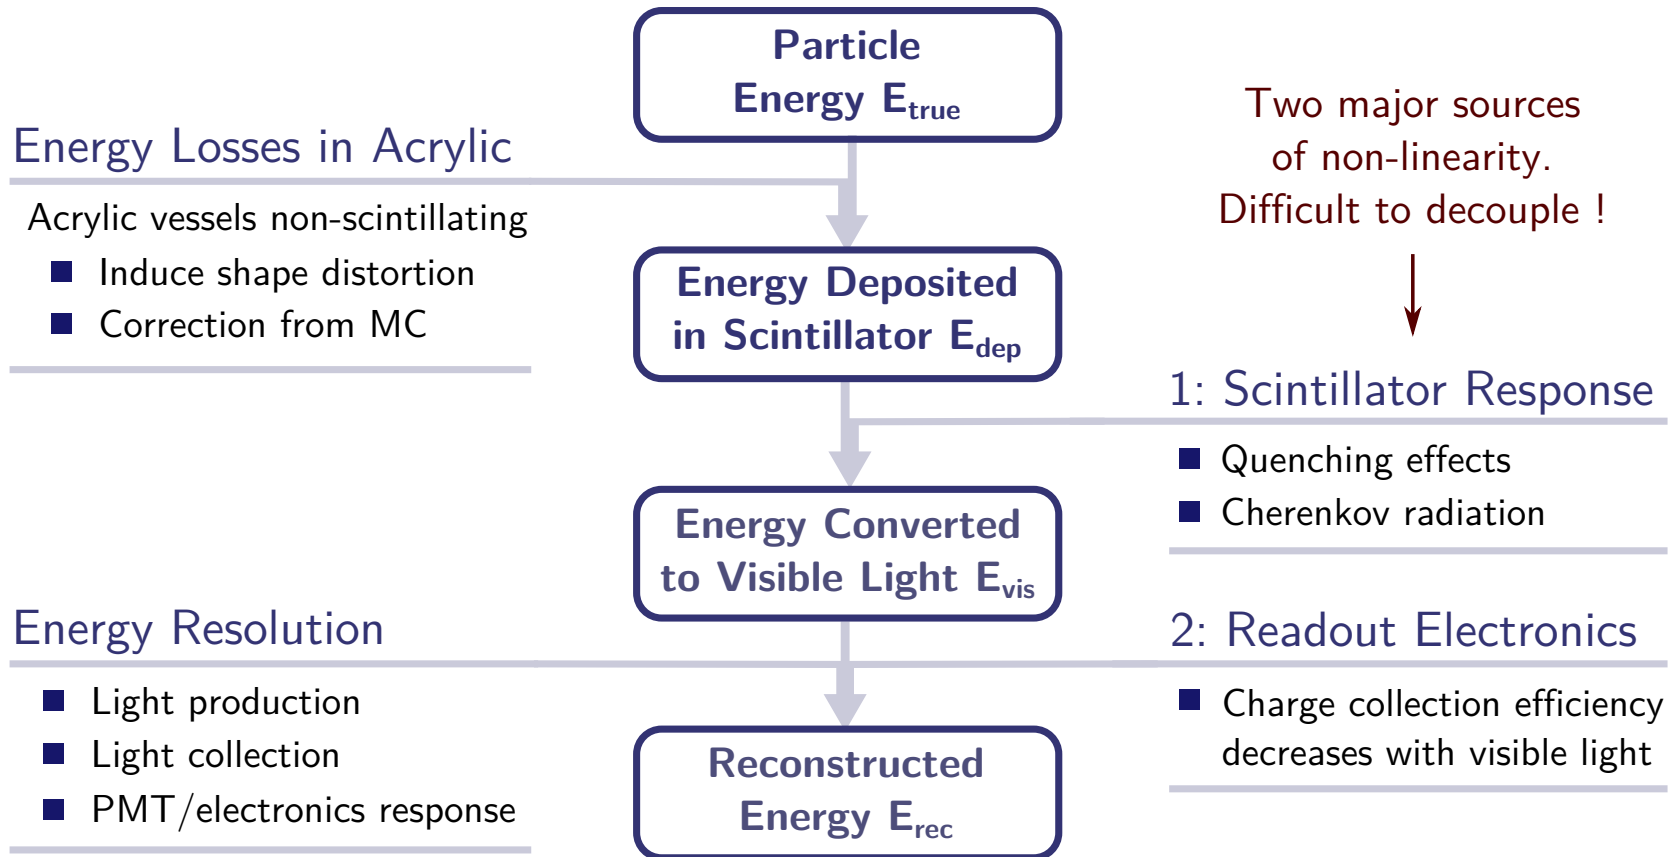 Particle
Energy E_true
Energy Losses in Acrylic
Acrylic vessels non-scintillating
Induce shape distortion
Correction from MC
Two major sources
of non-linearity.
Difficult to decouple !
Energy Deposited
in Scintillator E_dep
1: Scintillator Response
Quenching effects
Cherenkov radiation
Energy Converted
to Visible Light E_vis
Energy Resolution
Light production
Light collection
PMT/electronics response
2: Readout Electronics
Charge collection efficiency
decreases with visible light
Reconstructed
Energy E_rec